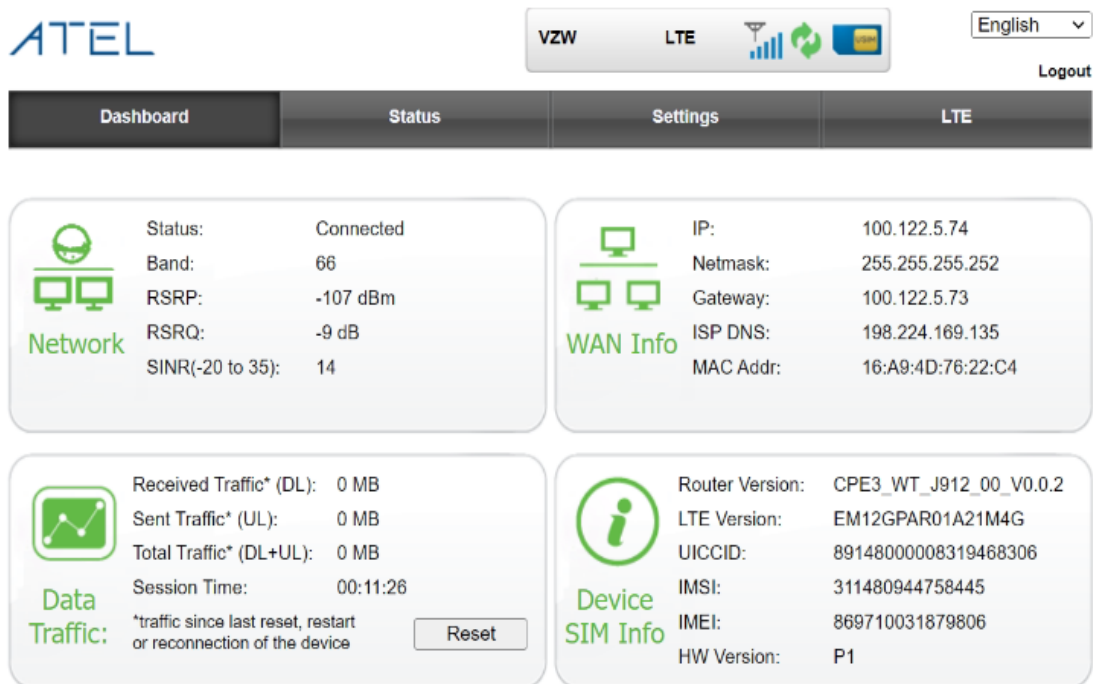 ATEL
VZW LTE USIM
English
Logout
Dashboard Status Settings LTE
Network
Status: Connected
Band: 66
RSRP: -107 dBm
RSRQ: -9 dB
SINR(-20 to 35): 14
WAN Info
IP: 100.122.5.74
Netmask: 255.255.255.252
Gateway: 100.122.5.73
ISP DNS: 198.224.169.135
MAC Addr: 16:A9:4D:76:22:C4
Data
Traffic:
Received Traffic* (DL): 0 MB
Sent Traffic* (UL): 0 MB
Total Traffic* (DL+UL): 0 MB
Session Time: 00:11:26
*traffic since last reset, restart
or reconnection of the device
Reset
Device
SIM Info
Router Version: CPE3_WT_J912_00_V0.0.2
LTE Version: EM12GPAR01A21M4G
UICCID: 89148000008319468306
IMSI: 311480944758445
IMEI: 869710031879806
HW Version: P1